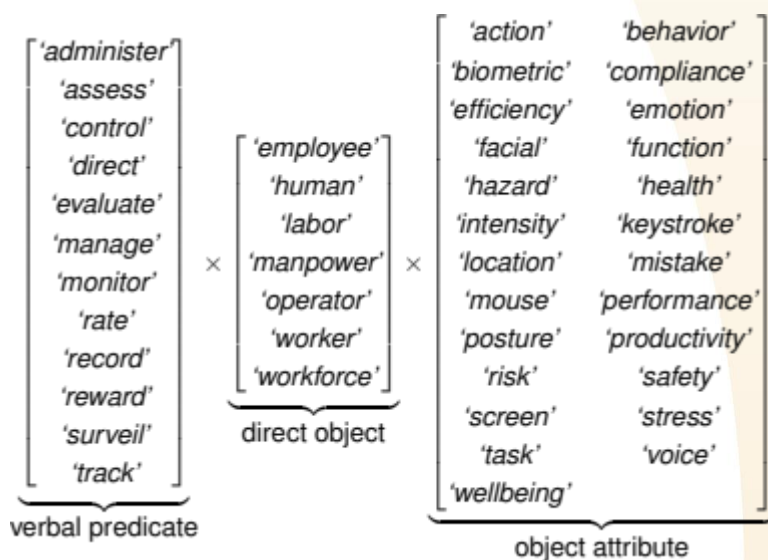 ‘administer’
‘assess’
‘control’
‘direct’
‘evaluate’
‘manage’
‘monitor’
‘rate’
‘record’
‘reward’
‘surveil’
‘track’
verbal predicate
×
‘employee’
‘human’
‘labor’
‘manpower’
‘operator’
‘worker’
‘workforce’
direct object
×
‘action’ ‘behavior’
‘biometric’ ‘compliance’
‘efficiency’ ‘emotion’
‘facial’ ‘function’
‘hazard’ ‘health’
‘intensity’ ‘keystroke’
‘location’ ‘mistake’
‘mouse’ ‘performance’
‘posture’ ‘productivity’
‘risk’ ‘safety’
‘screen’ ‘stress’
‘task’ ‘voice’
‘wellbeing’
object attribute